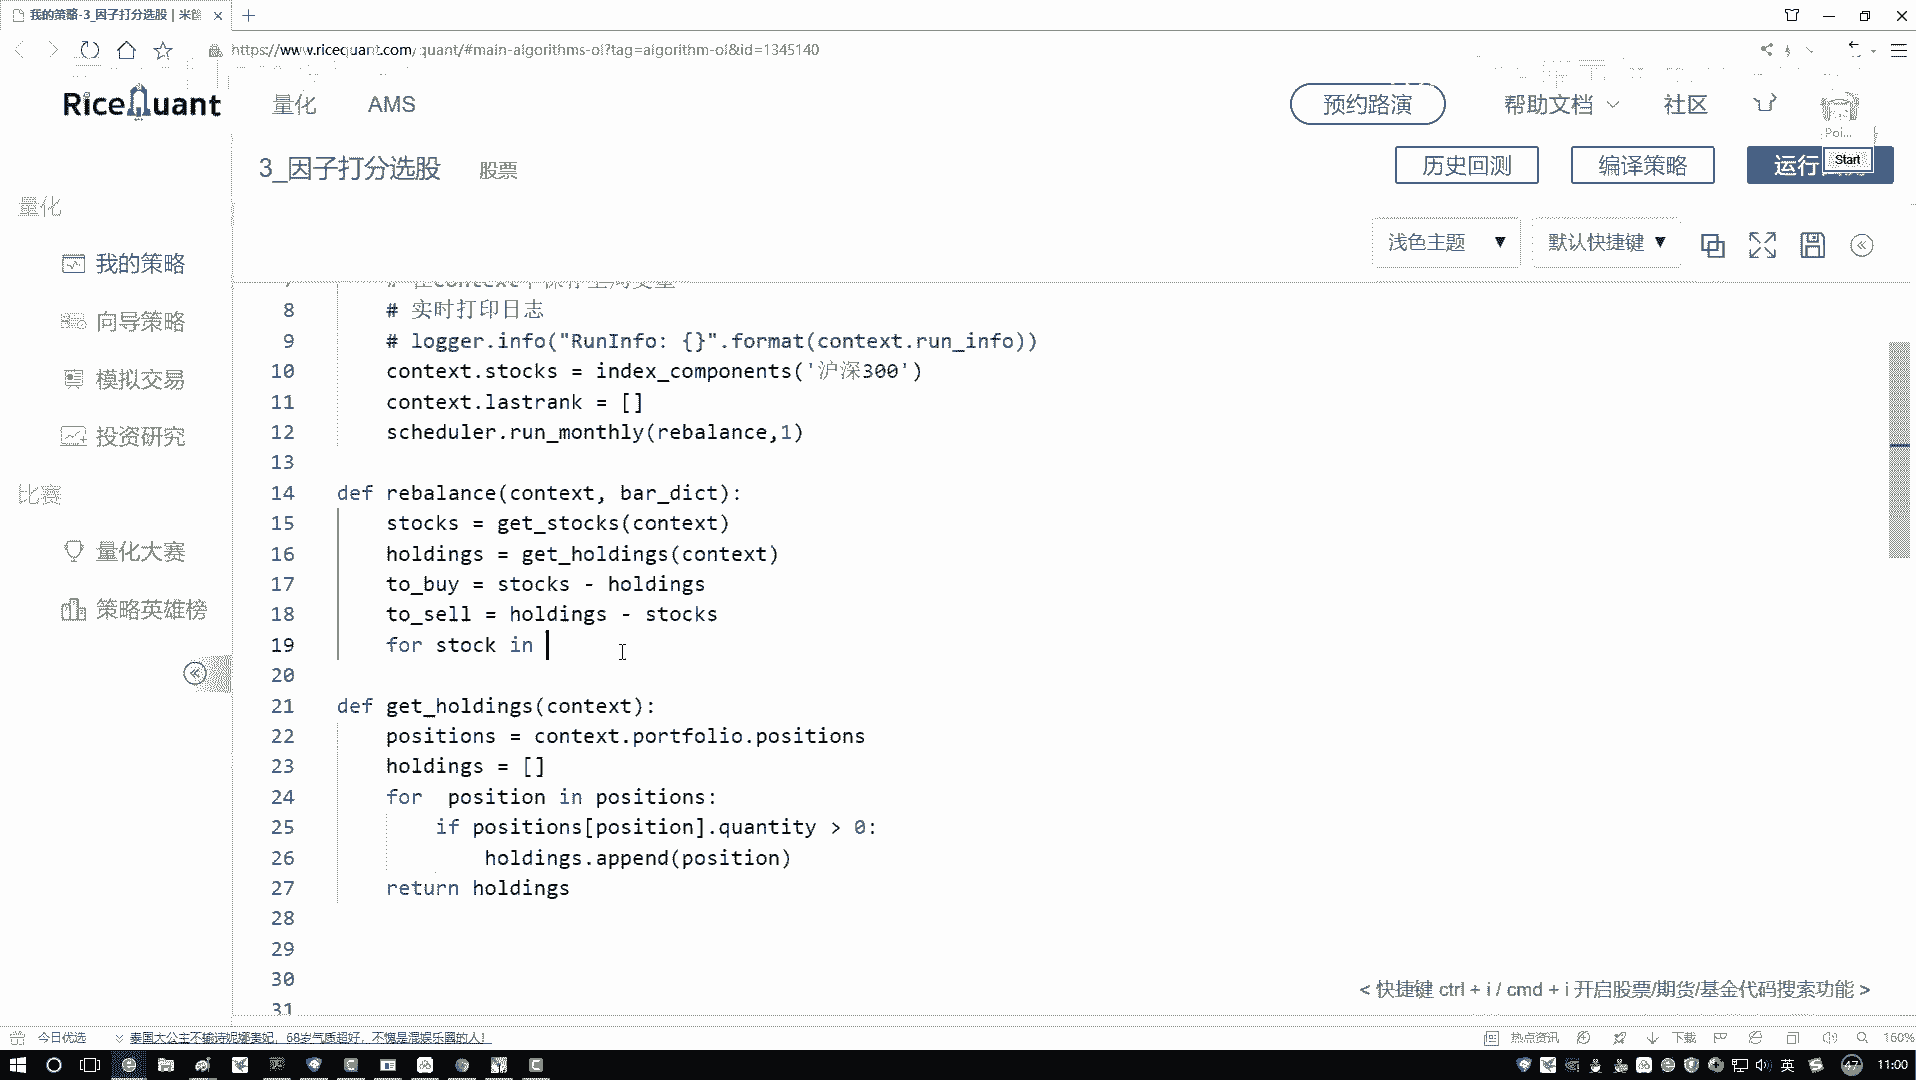 我的策略-3_因子打分选股 | 米筐
https://www.ricequant.com/quant/#main-algorithms-ol?tag=algorithm-ol&id=1345140
RiceQuant 量化 AMS 预约路演 帮助文档 社区
Poi...
3_因子打分选股 股票 历史回测 编译策略 运行 Start
量化
我的策略
向导策略
模拟交易
投资研究
比赛
量化大赛
策略英雄榜
浅色主题 默认快捷键
8 # 实时打印日志
9 # logger.info("RunInfo: {}".format(context.run_info))
10 context.stocks = index_components('沪深300')
11 context.lastrank = []
12 scheduler.run_monthly(rebalance,1)
13
14 def rebalance(context, bar_dict):
15 stocks = get_stocks(context)
16 holdings = get_holdings(context)
17 to_buy = stocks - holdings
18 to_sell = holdings - stocks
19 for stock in
20
21 def get_holdings(context):
22 positions = context.portfolio.positions
23 holdings = []
24 for  position in positions:
25 if positions[position].quantity > 0:
26 holdings.append(position)
27 return holdings
28
29
30
31
< 快捷键 ctrl + i / cmd + i 开启股票/期货/基金代码搜索功能 >
今日优选 泰国大公主不输诗妮娜贵妃，68岁气质超好，不愧是混娱乐圈的人！ 热点资讯 下载 160%
英 47 11:00